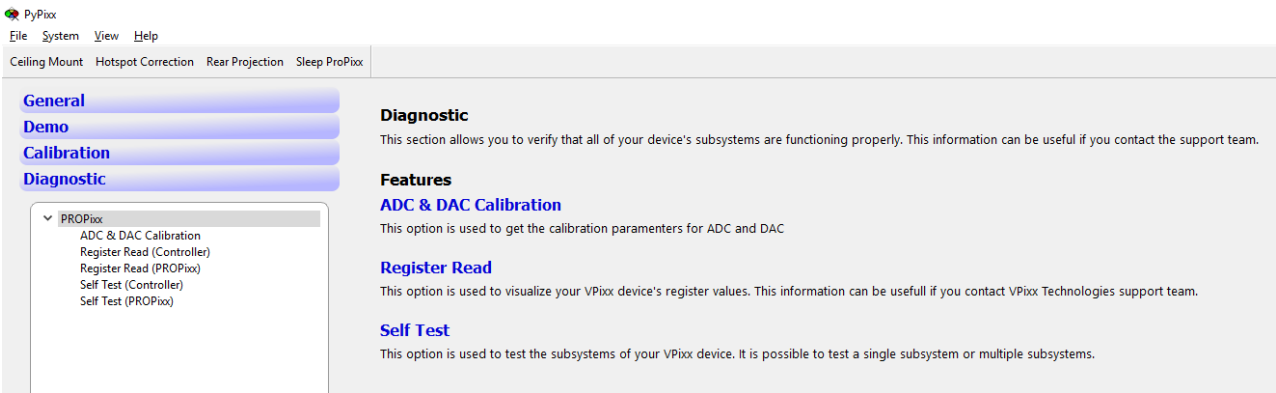 PyPixx
File System View Help
Ceiling Mount Hotspot Correction Rear Projection Sleep ProPixx
General
Demo
Calibration
Diagnostic
PROPixx
ADC & DAC Calibration
Register Read (Controller)
Register Read (PROPixx)
Self Test (Controller)
Self Test (PROPixx)
Diagnostic
This section allows you to verify that all of your device's subsystems are functioning properly. This information can be useful if you contact the support team.
Features
ADC & DAC Calibration
This option is used to get the calibration paramenters for ADC and DAC
Register Read
This option is used to visualize your VPixx device's register values. This information can be usefull if you contact VPixx Technologies support team.
Self Test
This option is used to test the subsystems of your VPixx device. It is possible to test a single subsystem or multiple subsystems.